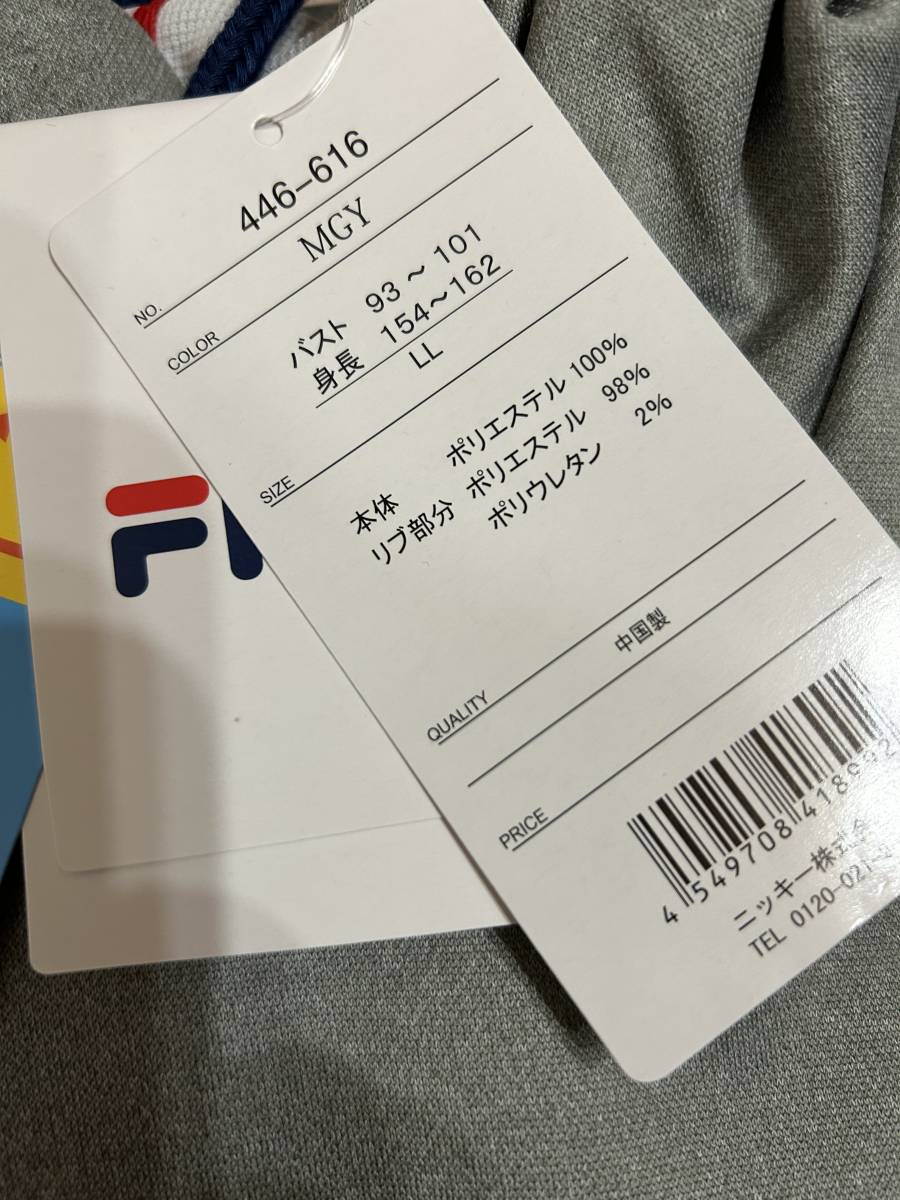 446-616
NO.
MGY
COLOR
バスト 93～101
身長 154～162
LL
SIZE
本体 ポリエステル 100%
リブ部分 ポリエステル 98%
ポリウレタン 2%
QUALITY
中国製
PRICE
4 549708 418992
ニッキー株式会
TEL 0120-021-